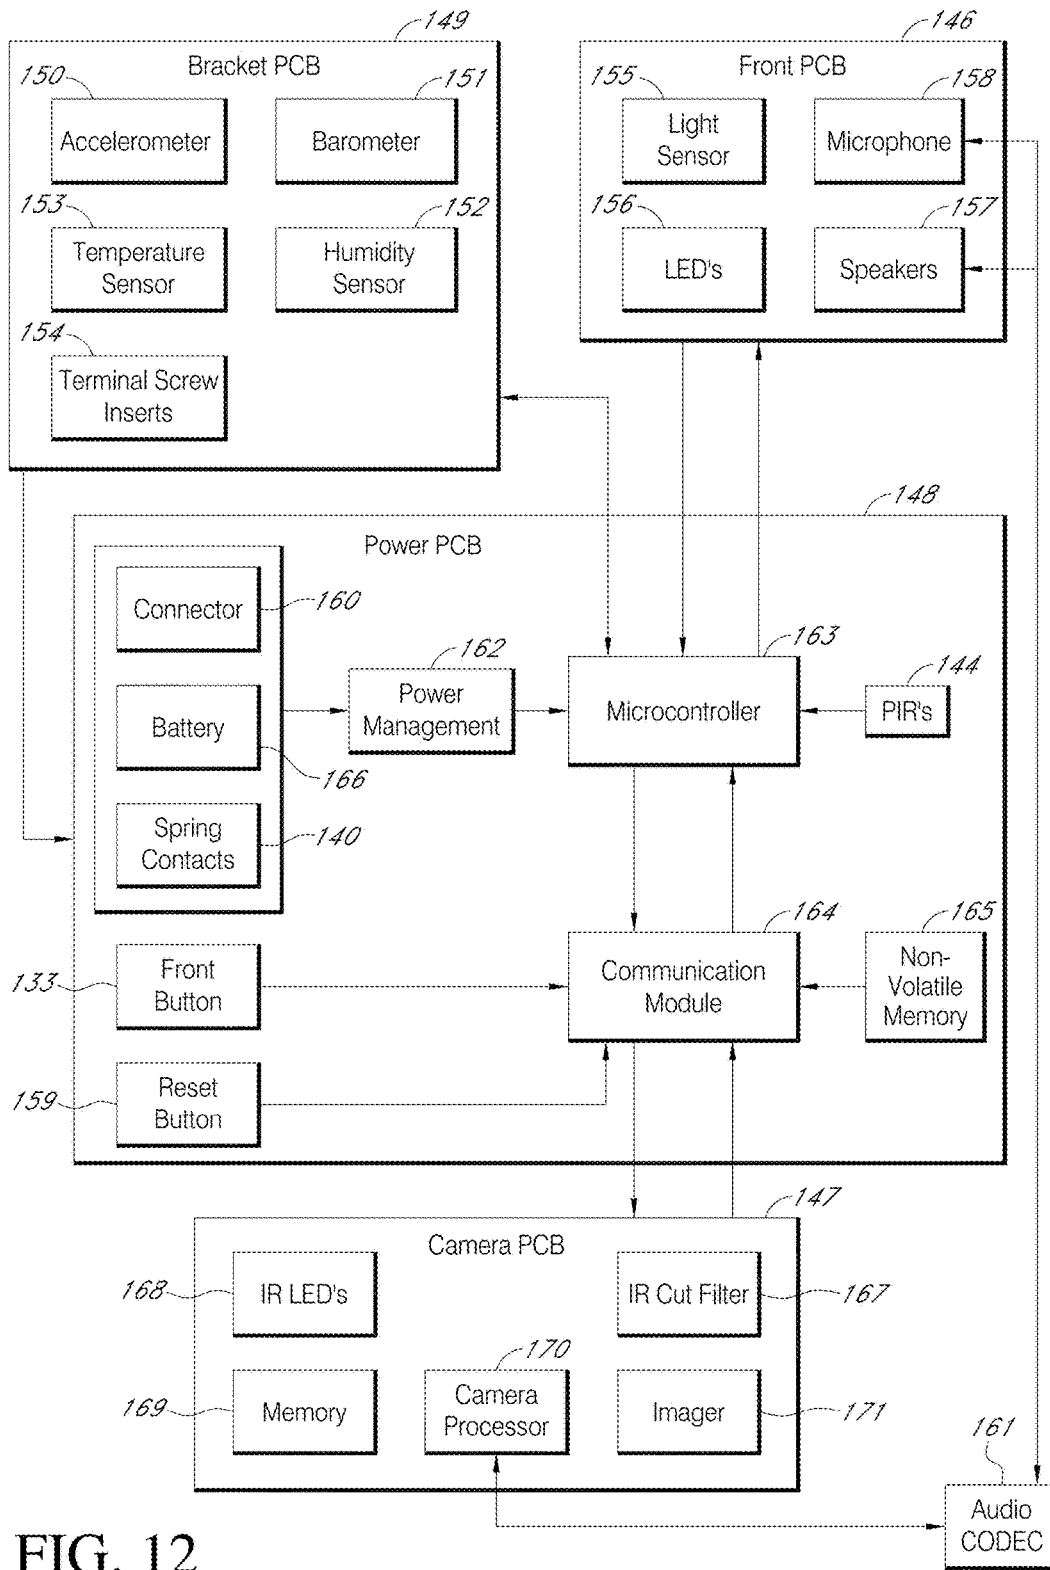 149
Bracket PCB
150
Accelerometer
151
Barometer
153
Temperature
Sensor
152
Humidity
Sensor
154
Terminal Screw
Inserts
146
Front PCB
155
Light
Sensor
158
Microphone
156
LED's
157
Speakers
148
Power PCB
Connector
160
Battery
166
Spring
Contacts
140
162
Power
Management
163
Microcontroller
144
PIR's
133
Front
Button
164
Communication
Module
165
Non-
Volatile
Memory
159
Reset
Button
147
Camera PCB
168
IR LED's
IR Cut Filter
167
169
Memory
170
Camera
Processor
Imager
171
161
Audio
CODEC
FIG. 12